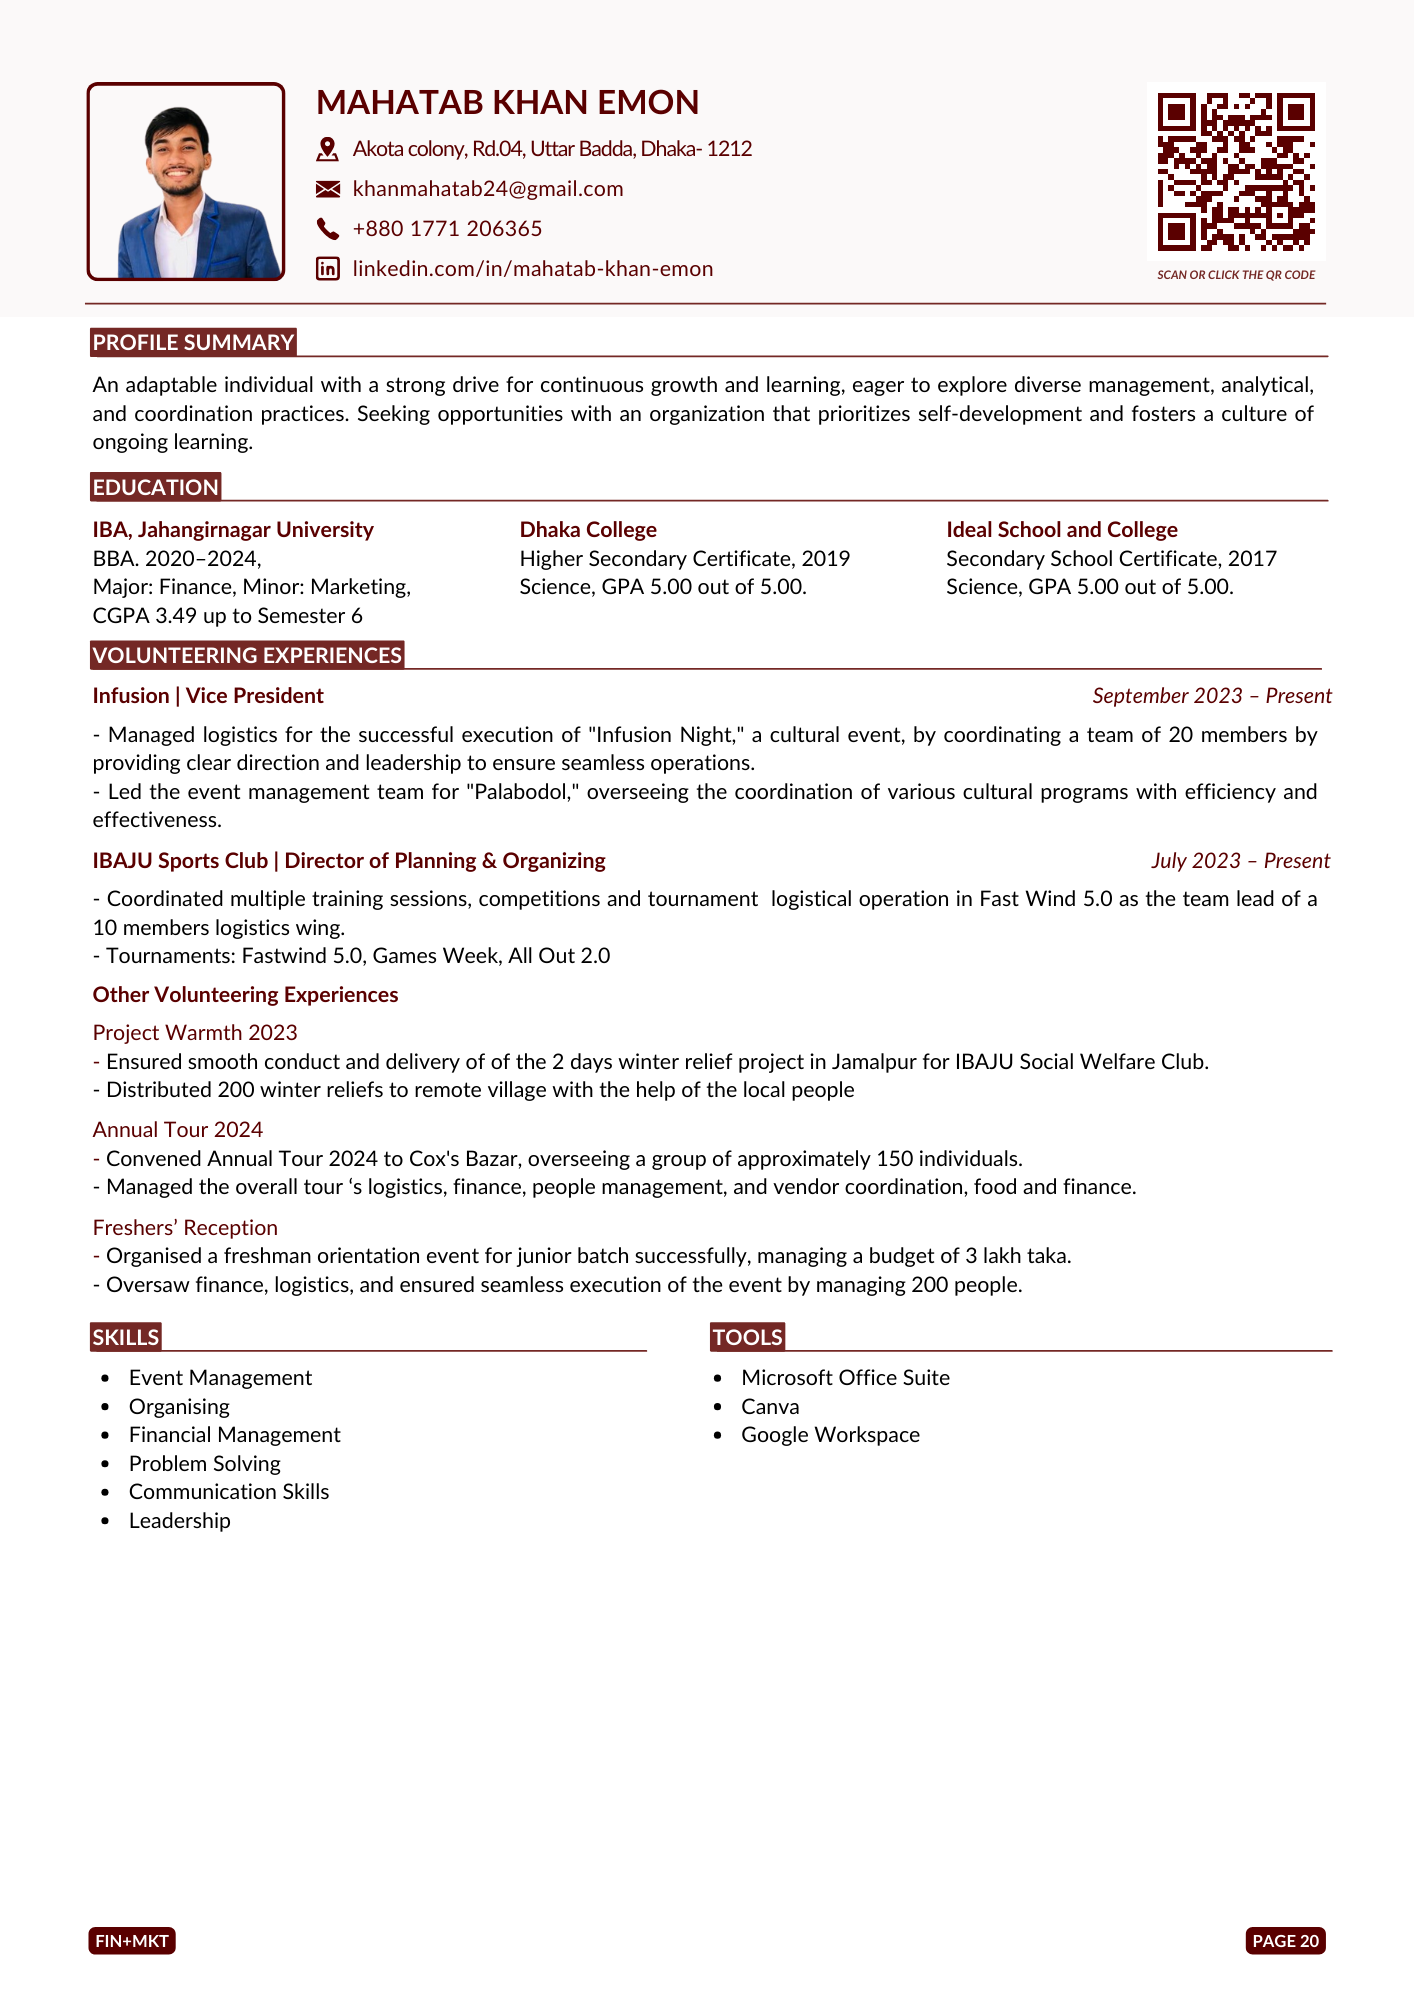 MAHATAB KHAN EMON
Akota colony, Rd.04, Uttar Badda, Dhaka- 1212
khanmahatab24@gmail.com
+880 1771 206365
linkedin.com/in/mahatab-khan-emon
SCAN OR CLICK THE QR CODE
PROFILE SUMMARY
An adaptable individual with a strong drive for continuous growth and learning, eager to explore diverse management, analytical,
and coordination practices. Seeking opportunities with an organization that prioritizes self-development and fosters a culture of
ongoing learning.
EDUCATION
IBA, Jahangirnagar University
BBA. 2020–2024,
Major: Finance, Minor: Marketing,
CGPA 3.49 up to Semester 6
Dhaka College
Higher Secondary Certificate, 2019
Science, GPA 5.00 out of 5.00.
Ideal School and College
Secondary School Certificate, 2017
Science, GPA 5.00 out of 5.00.
VOLUNTEERING EXPERIENCES
Infusion | Vice President September 2023 – Present
- Managed logistics for the successful execution of "Infusion Night," a cultural event, by coordinating a team of 20 members by
providing clear direction and leadership to ensure seamless operations.
- Led the event management team for "Palabodol," overseeing the coordination of various cultural programs with efficiency and
effectiveness.
IBAJU Sports Club | Director of Planning & Organizing July 2023 – Present
- Coordinated multiple training sessions, competitions and tournament  logistical operation in Fast Wind 5.0 as the team lead of a
10 members logistics wing.
- Tournaments: Fastwind 5.0, Games Week, All Out 2.0
Other Volunteering Experiences
Project Warmth 2023
- Ensured smooth conduct and delivery of of the 2 days winter relief project in Jamalpur for IBAJU Social Welfare Club.
- Distributed 200 winter reliefs to remote village with the help of the local people
Annual Tour 2024
- Convened Annual Tour 2024 to Cox's Bazar, overseeing a group of approximately 150 individuals.
- Managed the overall tour ‘s logistics, finance, people management, and vendor coordination, food and finance.
Freshers’ Reception
- Organised a freshman orientation event for junior batch successfully, managing a budget of 3 lakh taka.
- Oversaw finance, logistics, and ensured seamless execution of the event by managing 200 people.
SKILLS
• Event Management
• Organising
• Financial Management
• Problem Solving
• Communication Skills
• Leadership
TOOLS
• Microsoft Office Suite
• Canva
• Google Workspace
FIN+MKT
PAGE 20